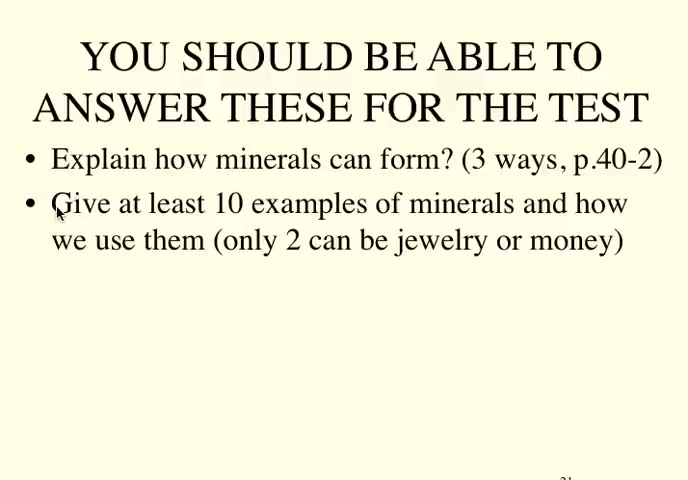 YOU SHOULD BE ABLE TO
ANSWER THESE FOR THE TEST
• Explain how minerals can form? (3 ways, p.40-2)
• Give at least 10 examples of minerals and how
we use them (only 2 can be jewelry or money)